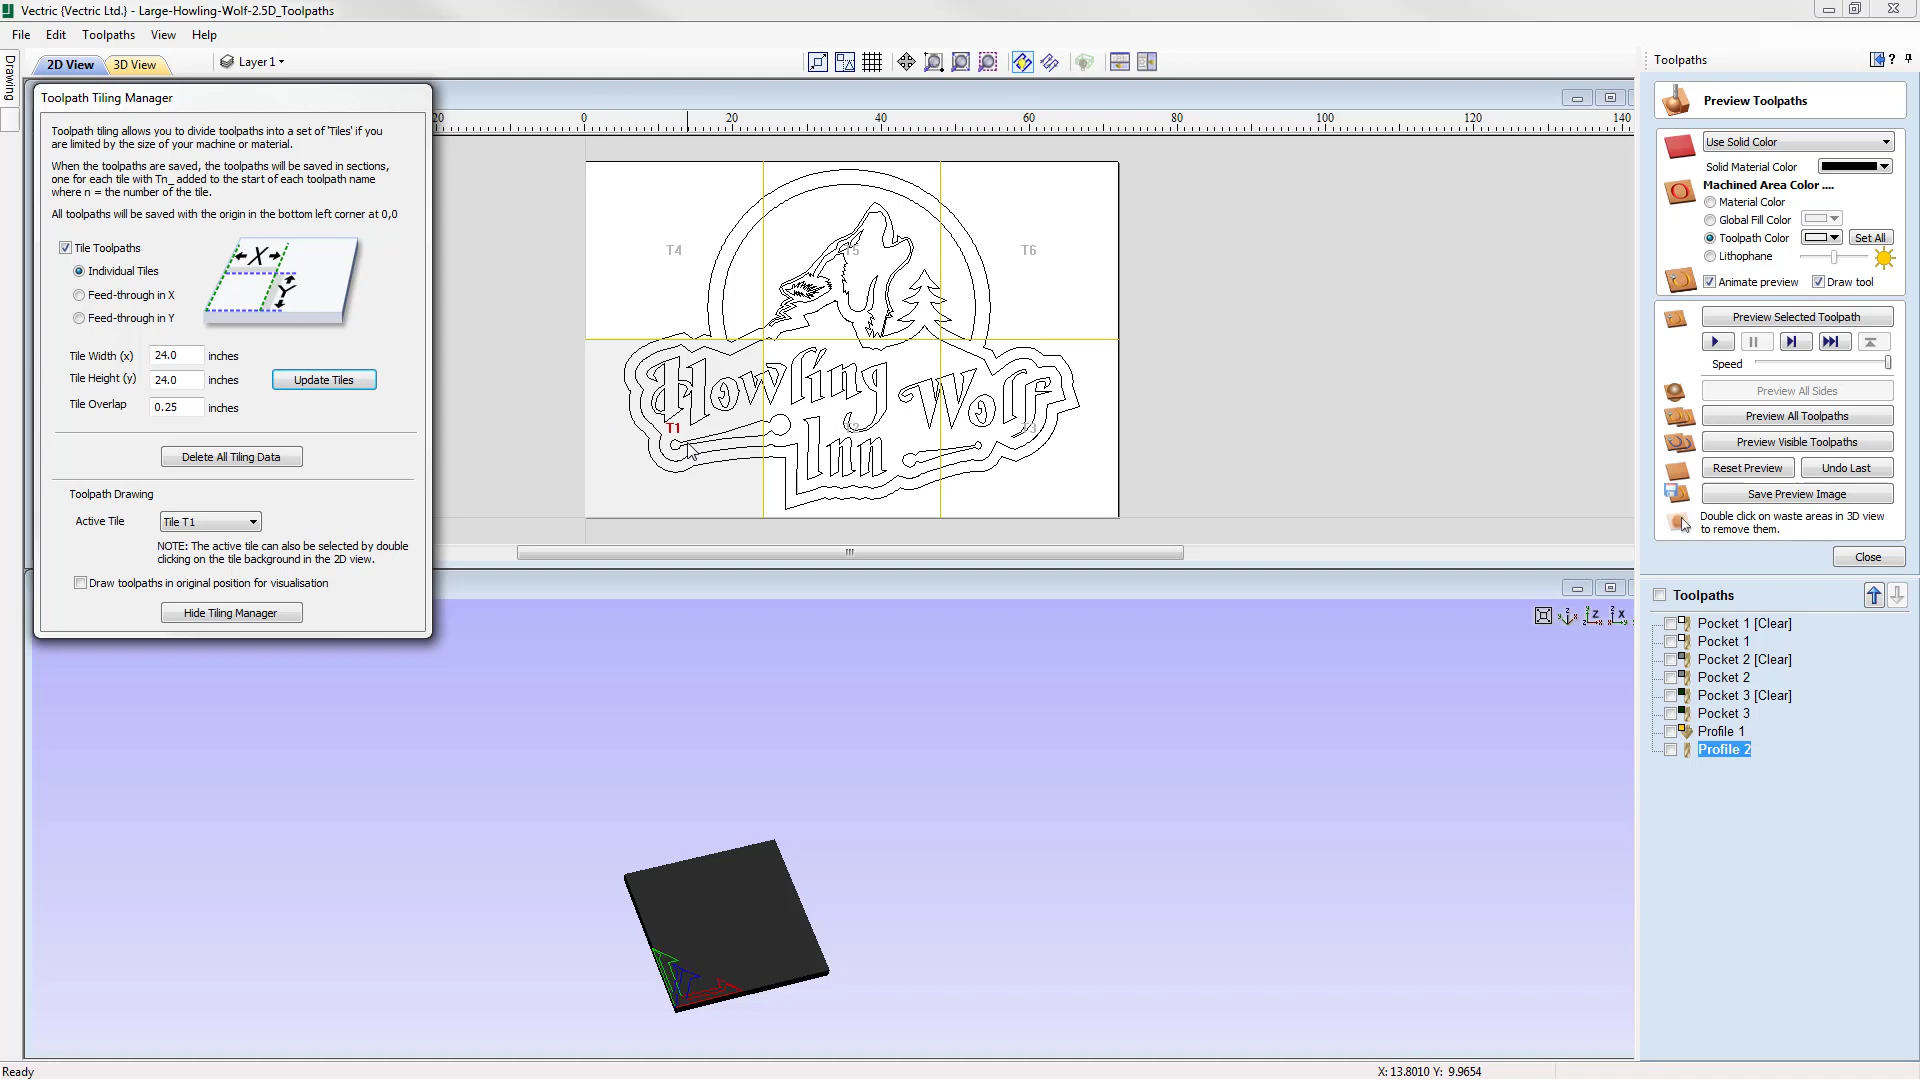 Vectric {Vectric Ltd.} - Large-Howling-Wolf-2.5D_Toolpaths
File Edit Toolpaths View Help
Drawing
2D View 3D View Layer 1
Toolpath Tiling Manager
Toolpath tiling allows you to divide toolpaths into a set of 'Tiles' if you
are limited by the size of your machine or material.
When the toolpaths are saved, the toolpaths will be saved in sections,
one for each tile with Tn_ added to the start of each toolpath name
where n = the number of the tile.
All toolpaths will be saved with the origin in the bottom left corner at 0,0
Tile Toolpaths
Individual Tiles
Feed-through in X
Feed-through in Y
X
Y
Tile Width (x) 24.0 inches
Tile Height (y) 24.0 inches
Update Tiles
Tile Overlap 0.25 inches
Delete All Tiling Data
Toolpath Drawing
Active Tile Tile T1
NOTE: The active tile can also be selected by double
clicking on the tile background in the 2D view.
Draw toolpaths in original position for visualisation
Hide Tiling Manager
20 0 20 40 60 80 100 120 140
T4 T5 T6
Howling Wolf
T1 T2 T3
Inn
Toolpaths
Preview Toolpaths
Use Solid Color
Solid Material Color
Machined Area Color ....
Material Color
Global Fill Color
Toolpath Color Set All
Lithophane
Animate preview Draw tool
Preview Selected Toolpath
Speed
Preview All Sides
Preview All Toolpaths
Preview Visible Toolpaths
Reset Preview Undo Last
Save Preview Image
Double click on waste areas in 3D view
to remove them.
Close
Toolpaths
Pocket 1 [Clear]
Pocket 1
Pocket 2 [Clear]
Pocket 2
Pocket 3 [Clear]
Pocket 3
Profile 1
Profile 2
Ready
X: 13.8010 Y: 9.9654